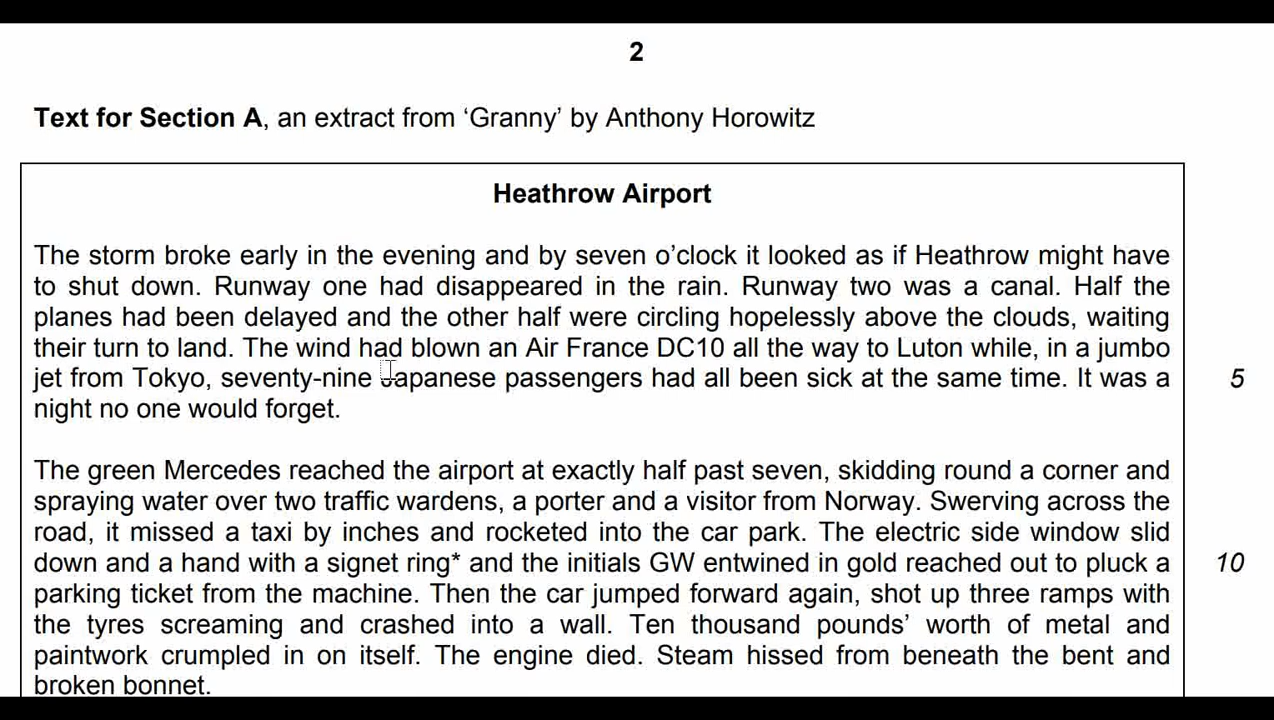 2
Text for Section A, an extract from ‘Granny’ by Anthony Horowitz
Heathrow Airport
The storm broke early in the evening and by seven o’clock it looked as if Heathrow might have
to shut down. Runway one had disappeared in the rain. Runway two was a canal. Half the
planes had been delayed and the other half were circling hopelessly above the clouds, waiting
their turn to land. The wind had blown an Air France DC10 all the way to Luton while, in a jumbo
jet from Tokyo, seventy-nine Japanese passengers had all been sick at the same time. It was a
5
night no one would forget.
The green Mercedes reached the airport at exactly half past seven, skidding round a corner and
spraying water over two traffic wardens, a porter and a visitor from Norway. Swerving across the
road, it missed a taxi by inches and rocketed into the car park. The electric side window slid
down and a hand with a signet ring* and the initials GW entwined in gold reached out to pluck a
10
parking ticket from the machine. Then the car jumped forward again, shot up three ramps with
the tyres screaming and crashed into a wall. Ten thousand pounds’ worth of metal and
paintwork crumpled in on itself. The engine died. Steam hissed from beneath the bent and
broken bonnet.